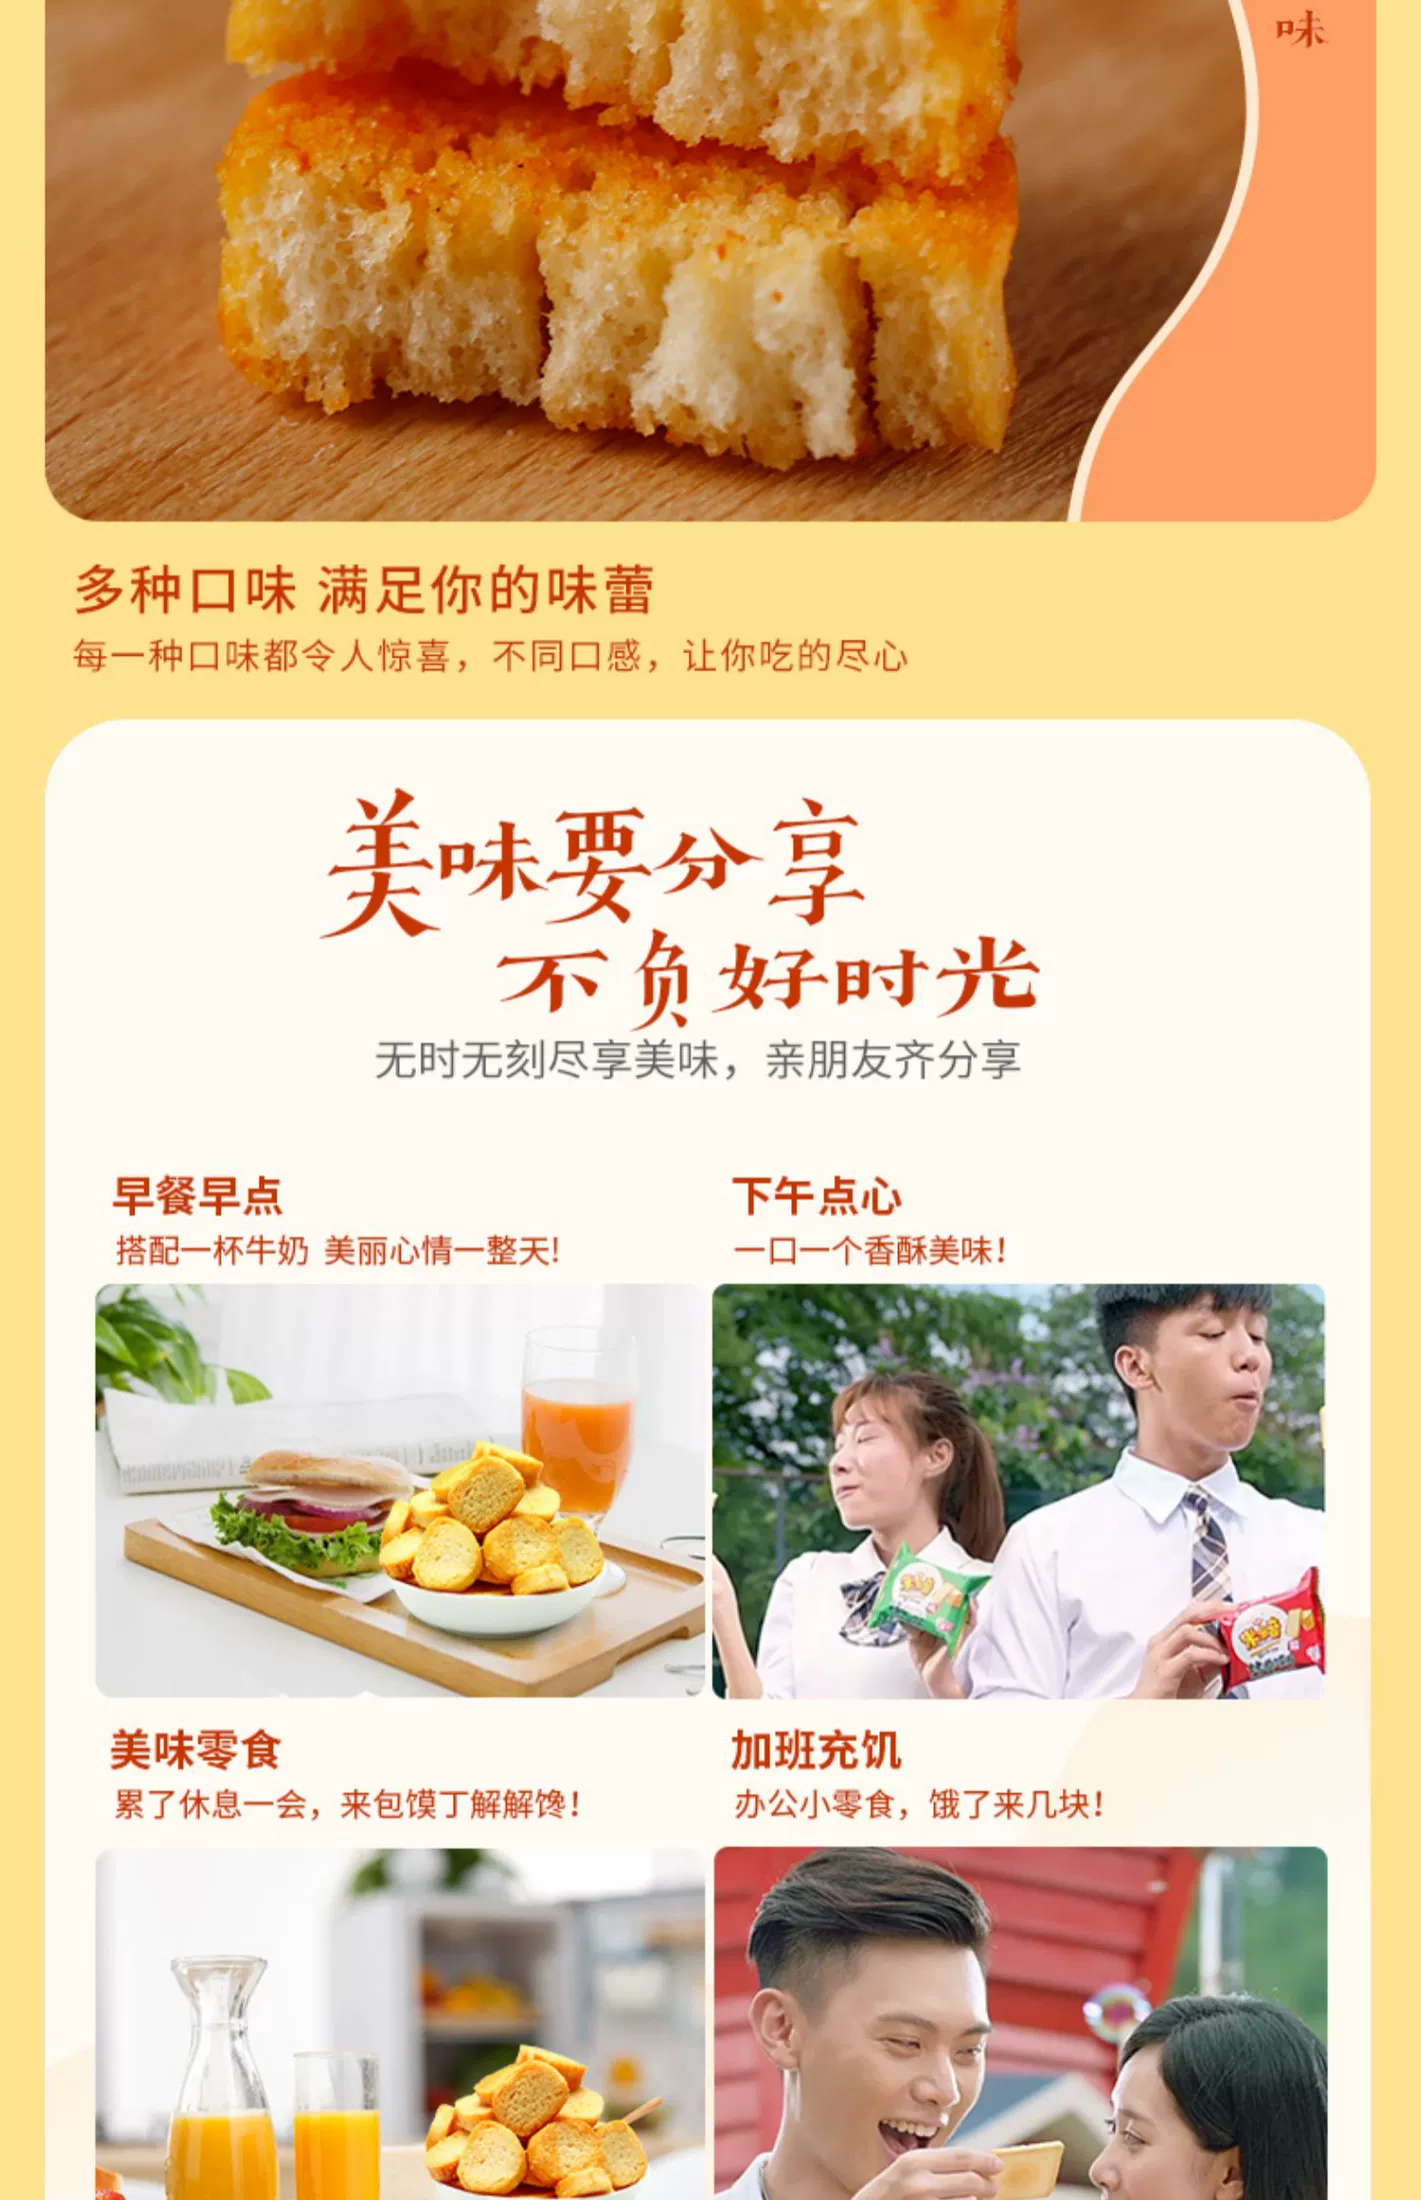 味
多种口味 满足你的味蕾
每一种口味都令人惊喜，不同口感，让你吃的尽心
美味要分享
不负好时光
无时无刻尽享美味，亲朋友齐分享
早餐早点
搭配一杯牛奶 美丽心情一整天!
下午点心
一口一个香酥美味!
美味零食
累了休息一会，来包馍丁解解馋!
加班充饥
办公小零食，饿了来几块!